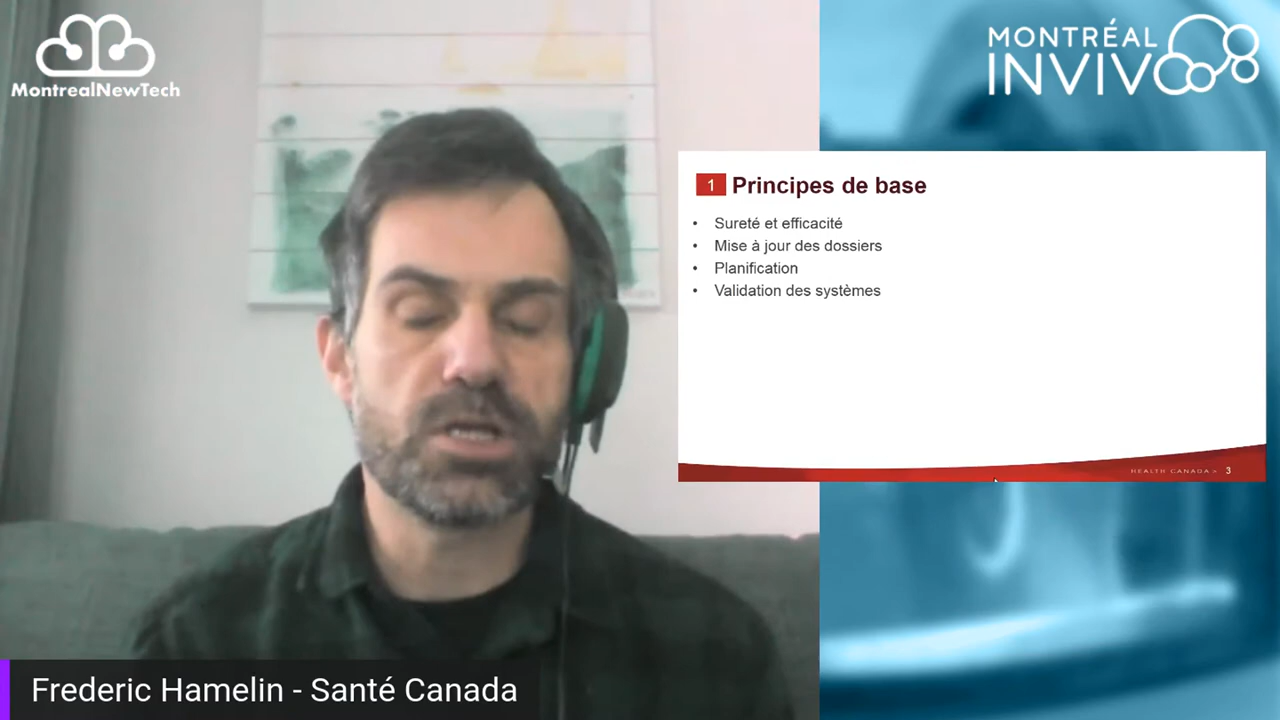 MontrealNewTech
MONTRÉAL
INVIVO
1 Principes de base
• Sureté et efficacité
• Mise à jour des dossiers
• Planification
• Validation des systèmes
HEALTH CANADA > 3
Frederic Hamelin - Santé Canada